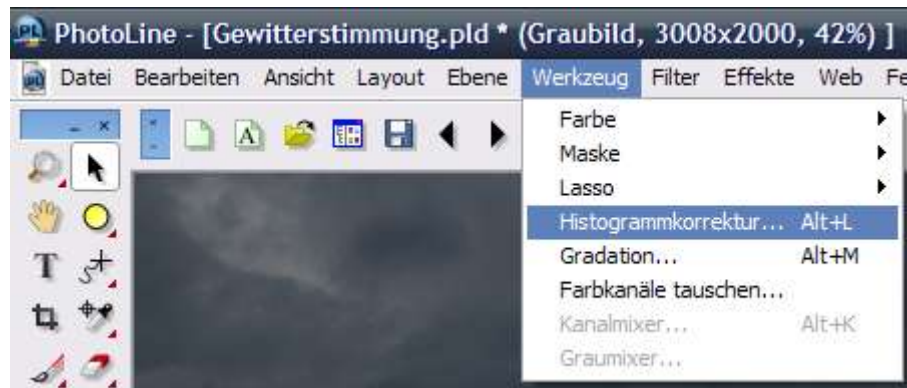 PhotoLine - [Gewitterstimmung.pld * (Graubild, 3008x2000, 42%) ]
Datei Bearbeiten Ansicht Layout Ebene Werkzeug Filter Effekte Web Fe
Farbe
Maske
Lasso
Histogrammkorrektur... Alt+L
Gradation... Alt+M
Farbkanäle tauschen...
Kanalmixer... Alt+K
Graumixer...